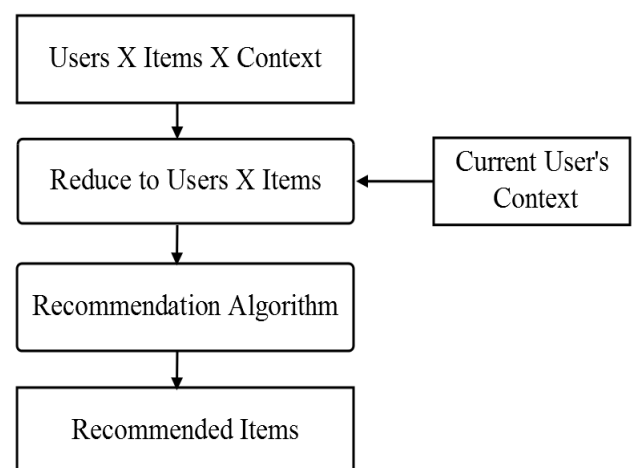 Users X Items X Context
Reduce to Users X Items
Current User's
Context
Recommendation Algorithm
Recommended Items